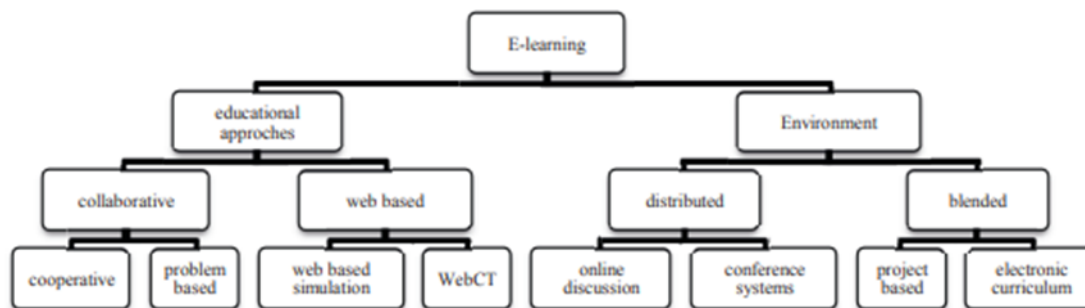 E-learning
educational
approches
Environment
collaborative
web based
distributed
blended
cooperative
problem
based
web based
simulation
WebCT
online
discussion
conference
systems
project
based
electronic
curriculum